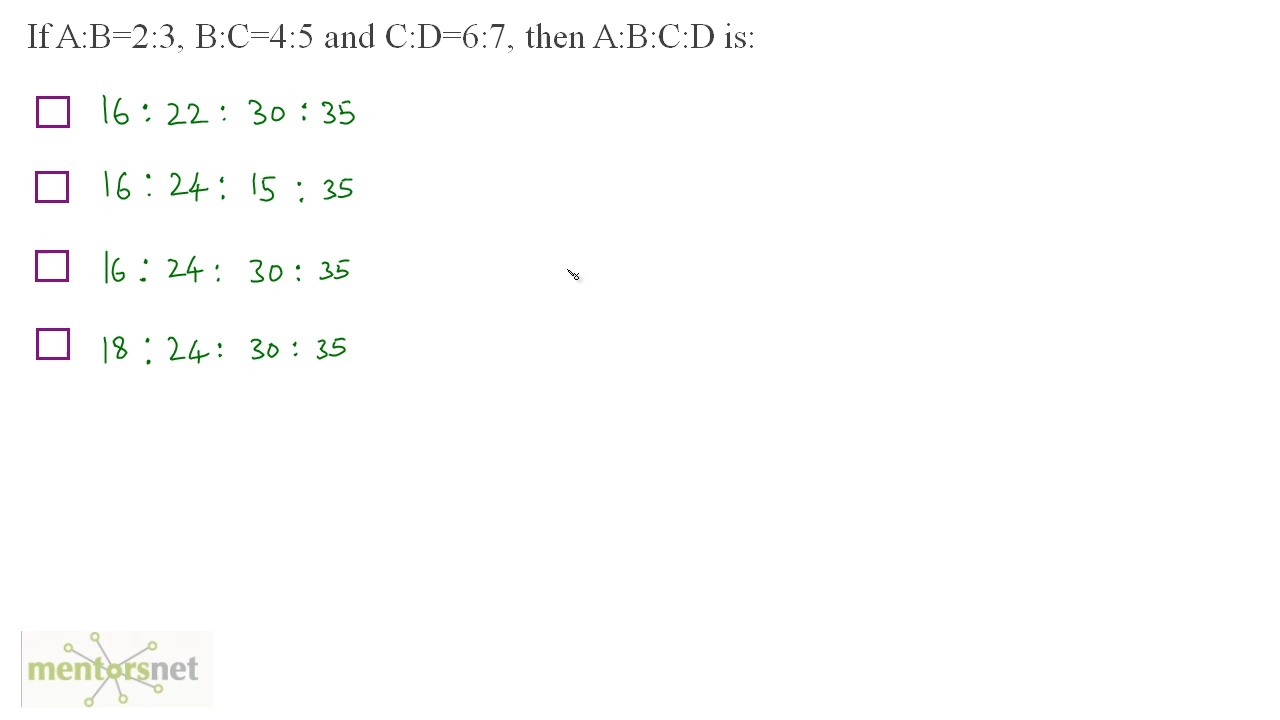 If A:B=2:3, B:C=4:5 and C:D=6:7, then A:B:C:D is:
16 : 22 : 30 : 35
16 : 24 : 15 : 35
16 : 24 : 30 : 35
18 : 24 : 30 : 35
mentorsnet